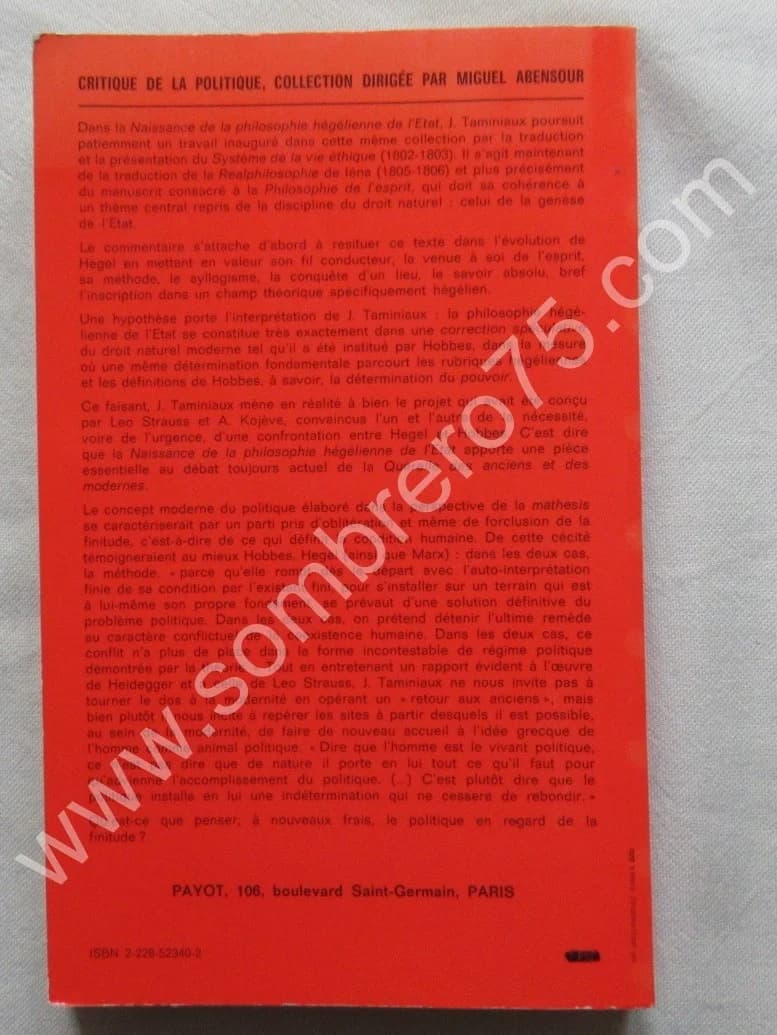 CRITIQUE DE LA POLITIQUE, COLLECTION DIRIGÉE PAR MIGUEL ABENSOUR
Dans la Naissance de la philosophie hégélienne de l'Etat, J. Taminiaux poursuit
patiemment un travail inauguré dans cette même collection par la traduction
et la présentation du Système de la vie éthique (1802-1803). Il s'agit maintenant
de la traduction de la Realphilosophie de Iéna (1805-1806) et plus précisément
du manuscrit consacré à la Philosophie de l'esprit, qui doit sa cohérence à
un thème central repris de la discipline du droit naturel : celui de la genèse
de l'Etat.
Le commentaire s'attache d'abord à resituer ce texte dans l'évolution de
Hegel en mettant en valeur son fil conducteur, la venue à soi de l'esprit,
sa méthode, le syllogisme, la conquête d'un lieu, le savoir absolu, bref
l'inscription dans un champ théorique spécifiquement hégélien.
Une hypothèse porte l'interprétation de J. Taminiaux : la philosophie hégé-
lienne de l'Etat se constitue très exactement dans une correction spéculative
du droit naturel moderne tel qu'il a été institué par Hobbes, dans la mesure
où une même détermination fondamentale parcourt les rubriques hégéliennes
et les définitions de Hobbes, à savoir, la détermination du pouvoir.
Ce faisant, J. Taminiaux mène en réalité à bien le projet qui avait été conçu
par Leo Strauss et A. Kojève, convaincus l'un et l'autre de la nécessité,
voire de l'urgence, d'une confrontation entre Hegel et Hobbes. C'est dire
que la Naissance de la philosophie hégélienne de l'Etat apporte une pièce
essentielle au débat toujours actuel de la Querelle des anciens et des
modernes.
Le concept moderne du politique élaboré dans la perspective de la mathesis
se caractériserait par un parti pris d'oblitération et même de forclusion de la
finitude, c'est-à-dire de ce qui définit la condition humaine. De cette cécité
témoigneraient au mieux Hobbes, Hegel (ainsi que Marx) : dans les deux cas,
la méthode, « parce qu'elle rompt dès le départ avec l'auto-interprétation
finie de sa condition par l'existant fini, pour s'installer sur un terrain qui est
à lui-même son propre fondement, se prévaut d'une solution définitive du
problème politique. Dans les deux cas, on prétend détenir l'ultime remède
au caractère conflictuel de la coexistence humaine. Dans les deux cas, ce
conflit n'a plus de place dans la forme incontestable de régime politique
démontrée par la théorie ». Tout en entretenant un rapport évident à l'œuvre
de Heidegger et à celle de Leo Strauss, J. Taminiaux ne nous invite pas à
tourner le dos à la modernité en opérant un « retour aux anciens », mais
bien plutôt il nous incite à repérer les sites à partir desquels il est possible,
au sein de la modernité, de faire de nouveau accueil à l'idée grecque de
l'homme comme animal politique. « Dire que l'homme est le vivant politique,
ce n'est pas dire que de nature il porte en lui tout ce qu'il faut pour
qu'advienne l'accomplissement du politique. (...) C'est plutôt dire que le
politique installe en lui une indétermination qui ne cessera de rebondir. »
Qu'est-ce que penser, à nouveaux frais, le politique en regard de la
finitude ?
PAYOT, 106, boulevard Saint-Germain, PARIS
ISBN 2-228-52340-2
www.sombrero75.com